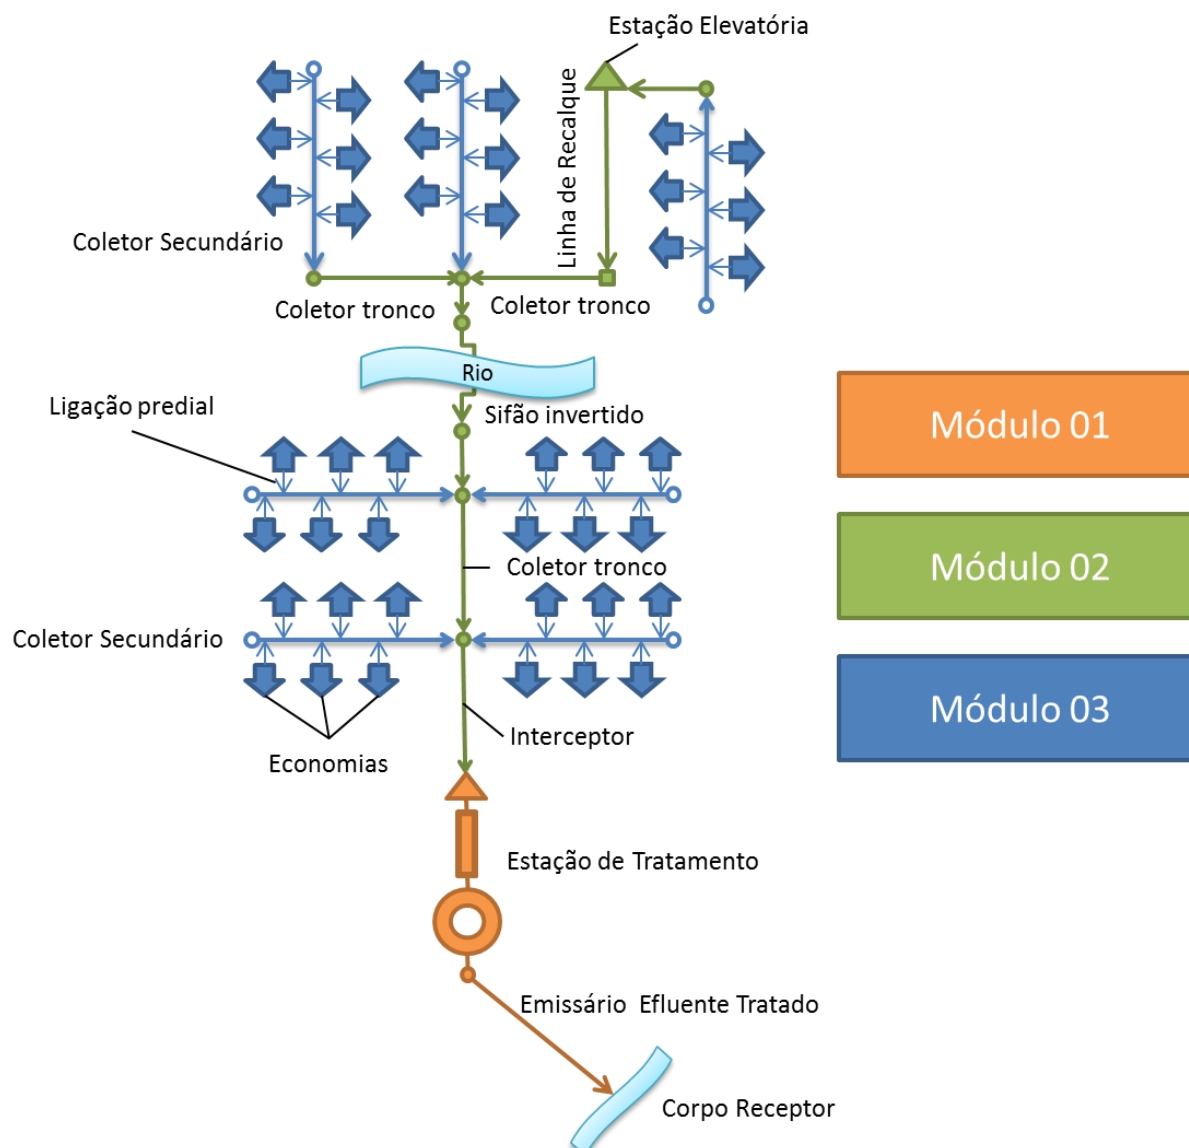 Estação Elevatória
Linha de Recalque
Coletor Secundário
Coletor tronco
Coletor tronco
Rio
Ligação predial
Sifão invertido
Módulo 01
Módulo 02
Coletor tronco
Coletor Secundário
Módulo 03
Interceptor
Economias
Estação de Tratamento
Emissário Efluente Tratado
Corpo Receptor